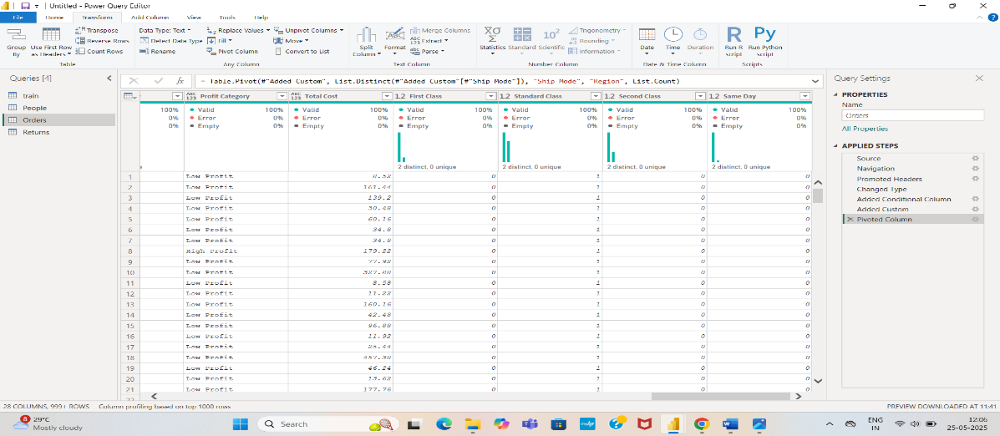 Untitled - Power Query Editor
File Home Transform Add Column View Tools Help
Group By
Use First Row as Headers
Transpose
Reverse Rows
Count Rows
Table
Data Type: Text
Detect Data Type
Rename
Replace Values
Fill
Pivot Column
Unpivot Columns
Move
Convert to List
Any Column
Split Column
Format
Merge Columns
Extract
Parse
Text Column
Statistics
Standard
Scientific
Trigonometry
Rounding
Information
Number Column
Date
Time
Duration
Date & Time Column
Run R script
Run Python script
Scripts
Queries [4]
train
People
Orders
Returns
= Table.Pivot(#"Added Custom", List.Distinct(#"Added Custom"[#"Ship Mode"]), "Ship Mode", "Region", List.Count)
Profit Category Total Cost 1.2 First Class 1.2 Standard Class 1.2 Second Class 1.2 Same Day
100% Valid 100% Valid 100% Valid 100% Valid 100% Valid 100% Valid 100%
0% Error 0% Error 0% Error 0% Error 0% Error 0% Error 0%
0% Empty 0% Empty 0% Empty 0% Empty 0% Empty 0% Empty 0%
2 distinct, 0 unique 2 distinct, 0 unique 2 distinct, 0 unique 2 distinct, 0 unique
1 Low Profit 8.52 0 1 0 0
2 Low Profit 161.44 0 1 0 0
3 Low Profit 139.2 0 1 0 0
4 Low Profit 30.48 0 1 0 0
5 Low Profit 60.16 0 1 0 0
6 Low Profit 34.8 0 1 0 0
7 Low Profit 34.8 0 1 0 0
8 High Profit 179.22 0 1 0 0
9 Low Profit 77.92 0 1 0 0
10 Low Profit 327.88 0 1 0 0
11 Low Profit 8.58 0 1 0 0
12 Low Profit 11.22 0 1 0 0
13 Low Profit 160.16 0 1 0 0
14 Low Profit 42.48 0 1 0 0
15 Low Profit 96.88 0 1 0 0
16 Low Profit 11.92 0 1 0 0
17 Low Profit 25.44 0 1 0 0
18 Low Profit 457.38 0 1 0 0
19 Low Profit 46.24 0 1 0 0
20 Low Profit 13.62 0 1 0 0
21 Low Profit 177.76 0 1 0 0
Query Settings
PROPERTIES
Name
Orders
All Properties
APPLIED STEPS
Source
Navigation
Promoted Headers
Changed Type
Added Conditional Column
Added Custom
Pivoted Column
28 COLUMNS, 999+ ROWS Column profiling based on top 1000 rows
PREVIEW DOWNLOADED AT 11:41
8
29°C
Mostly cloudy
Search
ENG
IN
12:06
25-05-2025